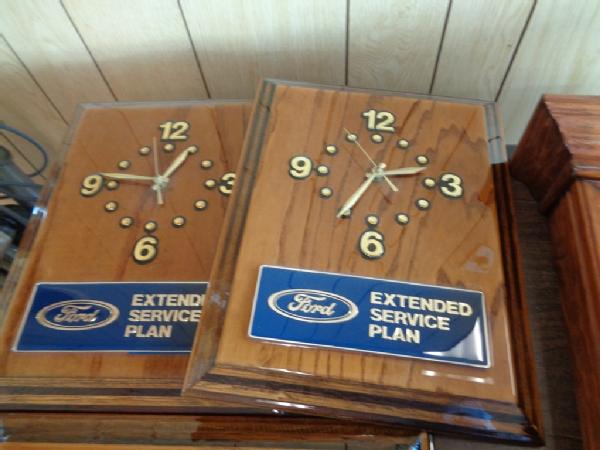 12
9
3
6
Ford
EXTENDED
SERVICE
PLAN
12
9
3
6
Ford
EXTENDED
SERVICE
PLAN